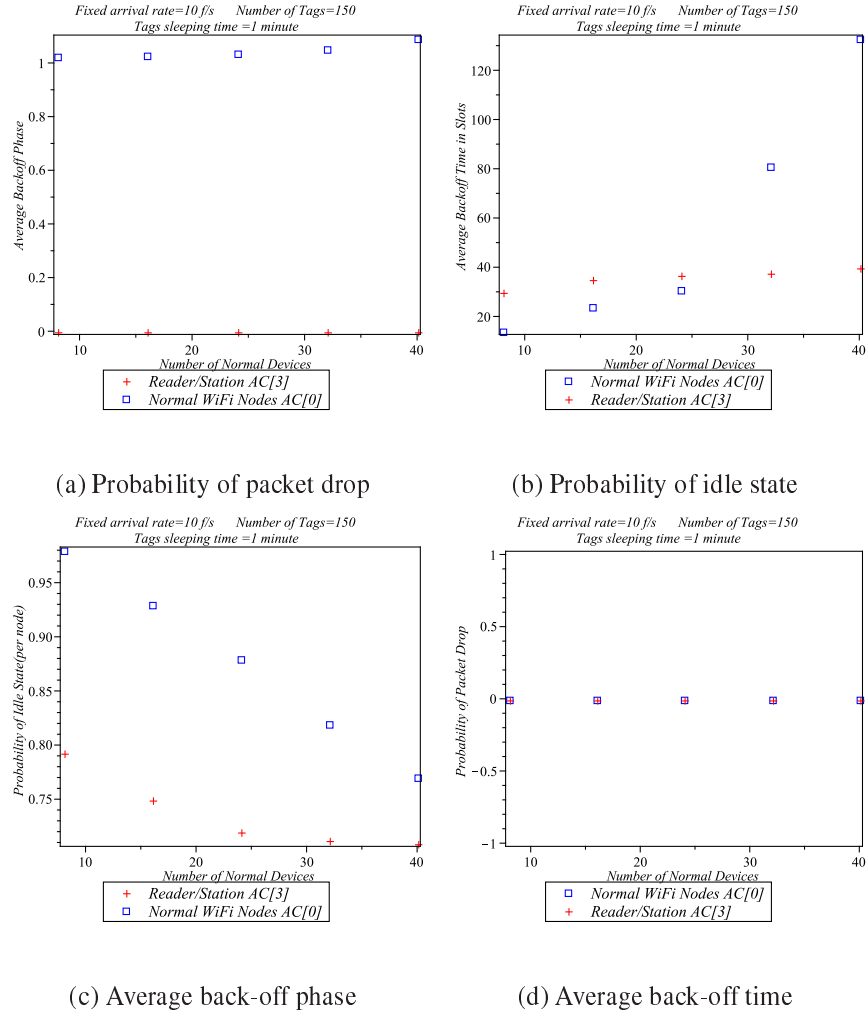 Fixed arrival rate=10 f/s Number of Tags=150
Tags sleeping time =1 minute
1
0.8
0.6
0.4
0.2
0
Average Backoff Phase
10 20 30 40
Number of Normal Devices
Reader/Station AC[3]
Normal WiFi Nodes AC[0]
(a) Probability of packet drop
Fixed arrival rate=10 f/s Number of Tags=150
Tags sleeping time =1 minute
120
100
80
60
40
20
Average Backoff Time in Slots
10 20 30 40
Number of Normal Devices
Normal WiFi Nodes AC[0]
Reader/Station AC[3]
(b) Probability of idle state
Fixed arrival rate=10 f/s Number of Tags=150
Tags sleeping time =1 minute
0.95
0.90
0.85
0.80
0.75
Probability of Idle State(per node)
10 20 30 40
Number of Normal Devices
Reader/Station AC[3]
Normal WiFi Nodes AC[0]
(c) Average back-off phase
Fixed arrival rate=10 f/s Number of Tags=150
Tags sleeping time =1 minute
1
0.5
0
−0.5
−1
Probability of Packet Drop
10 20 30 40
Number of Normal Devices
Normal WiFi Nodes AC[0]
Reader/Station AC[3]
(d) Average back-off time